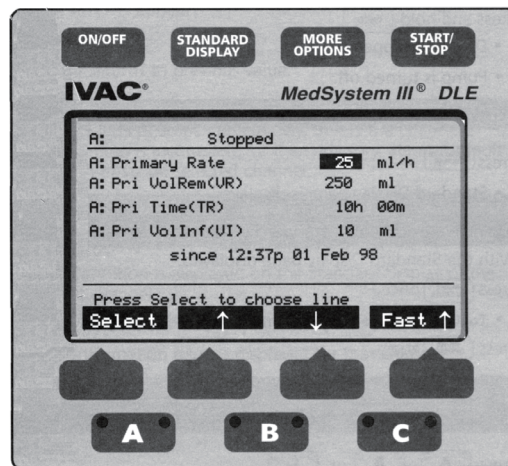 ON/OFF
STANDARD
DISPLAY
MORE
OPTIONS
START/
STOP
IVAC®
MedSystem III® DLE
A: Stopped
A: Primary Rate 25 ml/h
A: Pri VolRem(VR) 250 ml
A: Pri Time(TR) 10h 00m
A: Pri VolInf(VI) 10 ml
since 12:37p 01 Feb 98
Press Select to choose line
Select ↑ ↓ Fast ↑
A B C